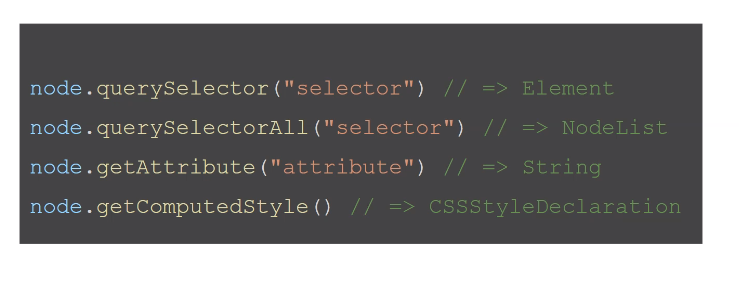 node.querySelector("selector") // => Element
node.querySelectorAll("selector") // => NodeList
node.getAttribute("attribute") // => String
node.getComputedStyle() // => CSSStyleDeclaration